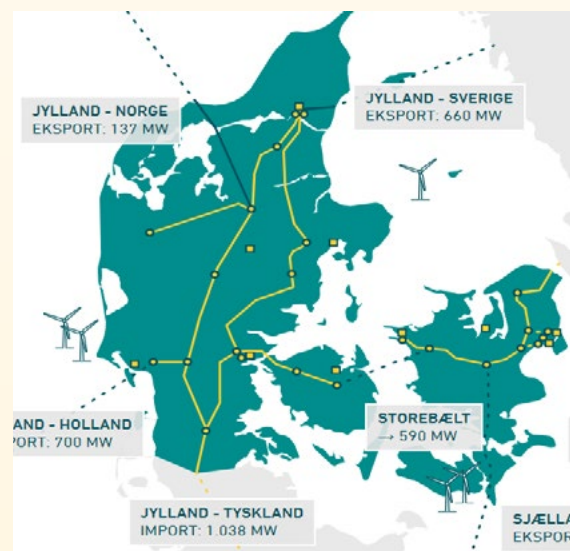 JYLLAND - NORGE
EKSPORT: 137 MW
JYLLAND - SVERIGE
EKSPORT: 660 MW
AND - HOLLAND
PORT: 700 MW
STOREBÆLT
→ 590 MW
JYLLAND - TYSKLAND
IMPORT: 1.038 MW
SJÆLLA
EKSPOR